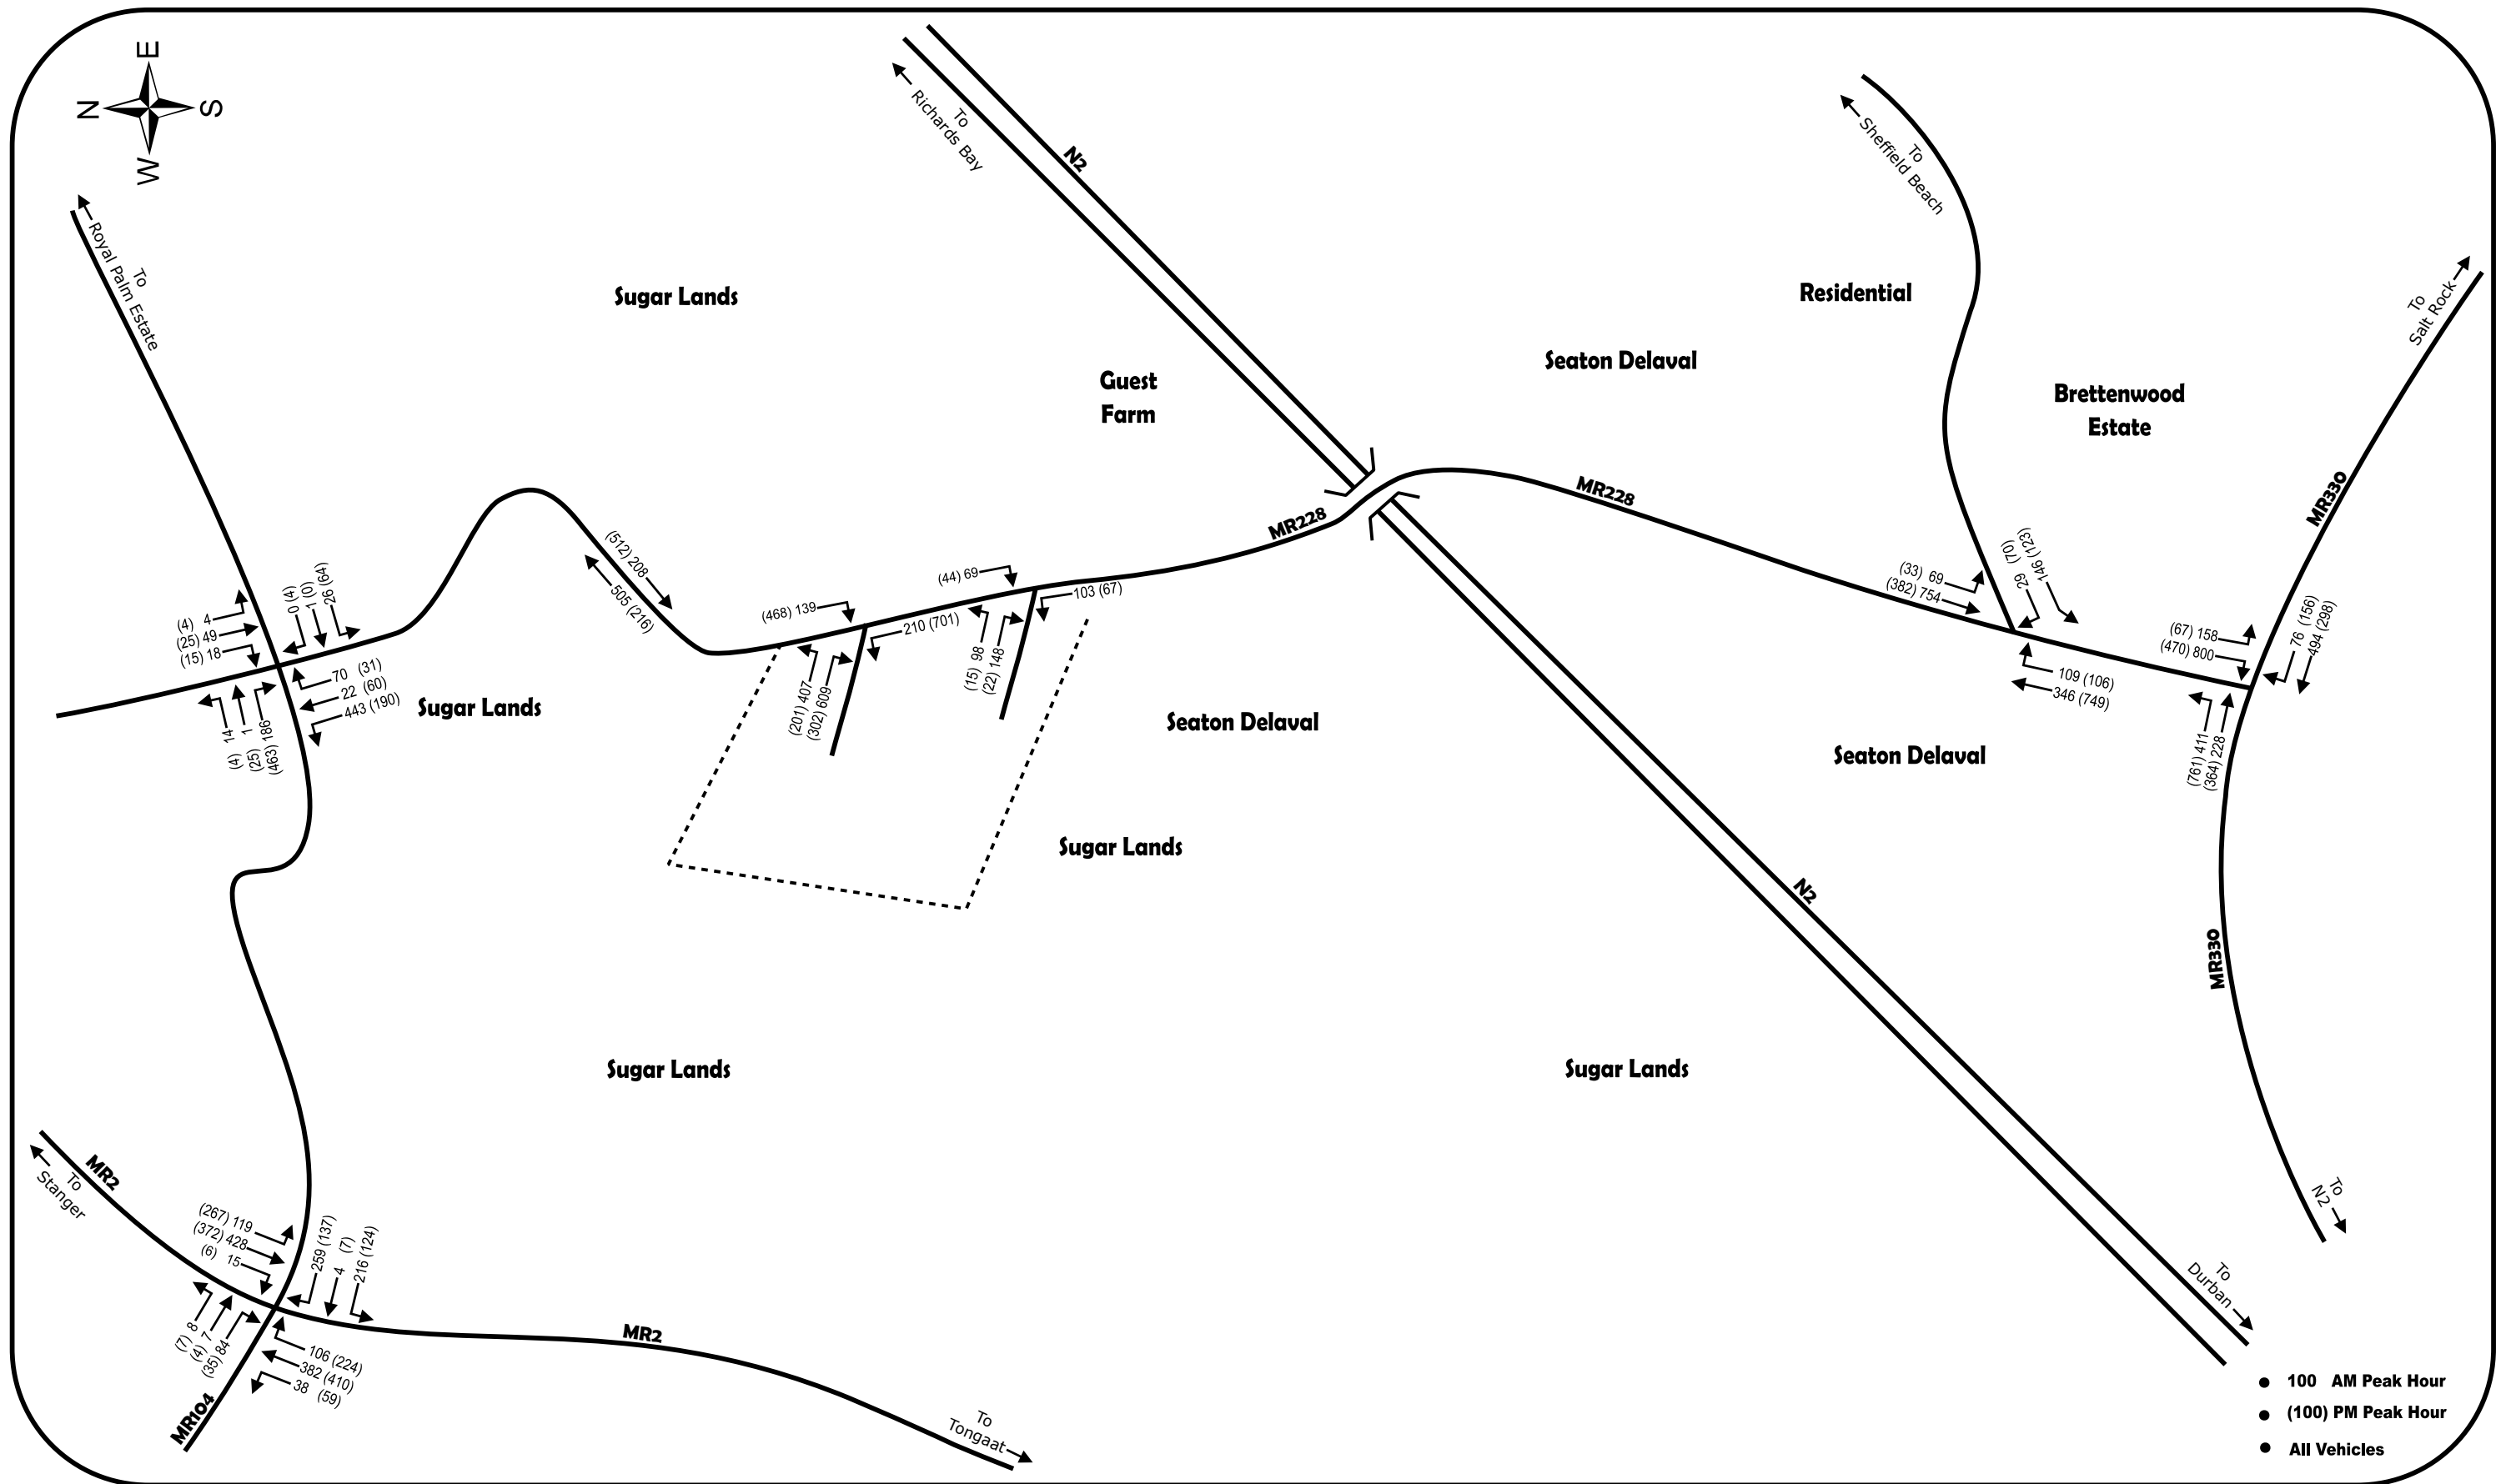 E
N
S
W
To
Richards Bay
N2
To
Sheffield Beach
To
Royal Palm Estate
Sugar Lands
Residential
To
Salt Rock
Seaton Delaval
Guest
Farm
Brettenwood
Estate
MR228
MR228
MR330
(512) 208
505 (216)
(44) 69
103 (67)
(468) 139
210 (701)
(15) 98
(22) 148
(201) 407
(302) 609
0 (4)
1 (0)
26 (64)
(4) 4
(25) 49
(15) 18
70 (31)
22 (60)
443 (190)
(4) 14
(25) 1
(463) 186
Sugar Lands
Seaton Delaval
(33) 69
(382) 754
29 (70)
146 (123)
109 (106)
346 (749)
(67) 158
(470) 800
76 (156)
494 (298)
(761) 411
(364) 228
Seaton Delaval
Sugar Lands
N2
MR330
Sugar Lands
Sugar Lands
MR2
To
Stanger
To
N2
(267) 119
(372) 428
(6) 15
259 (137)
4 (7)
216 (124)
(7) 8
(4) 7
(35) 84
106 (224)
382 (410)
38 (59)
MR2
MR104
To
Tongaat
To
Durban
100 AM Peak Hour
(100) PM Peak Hour
All Vehicles